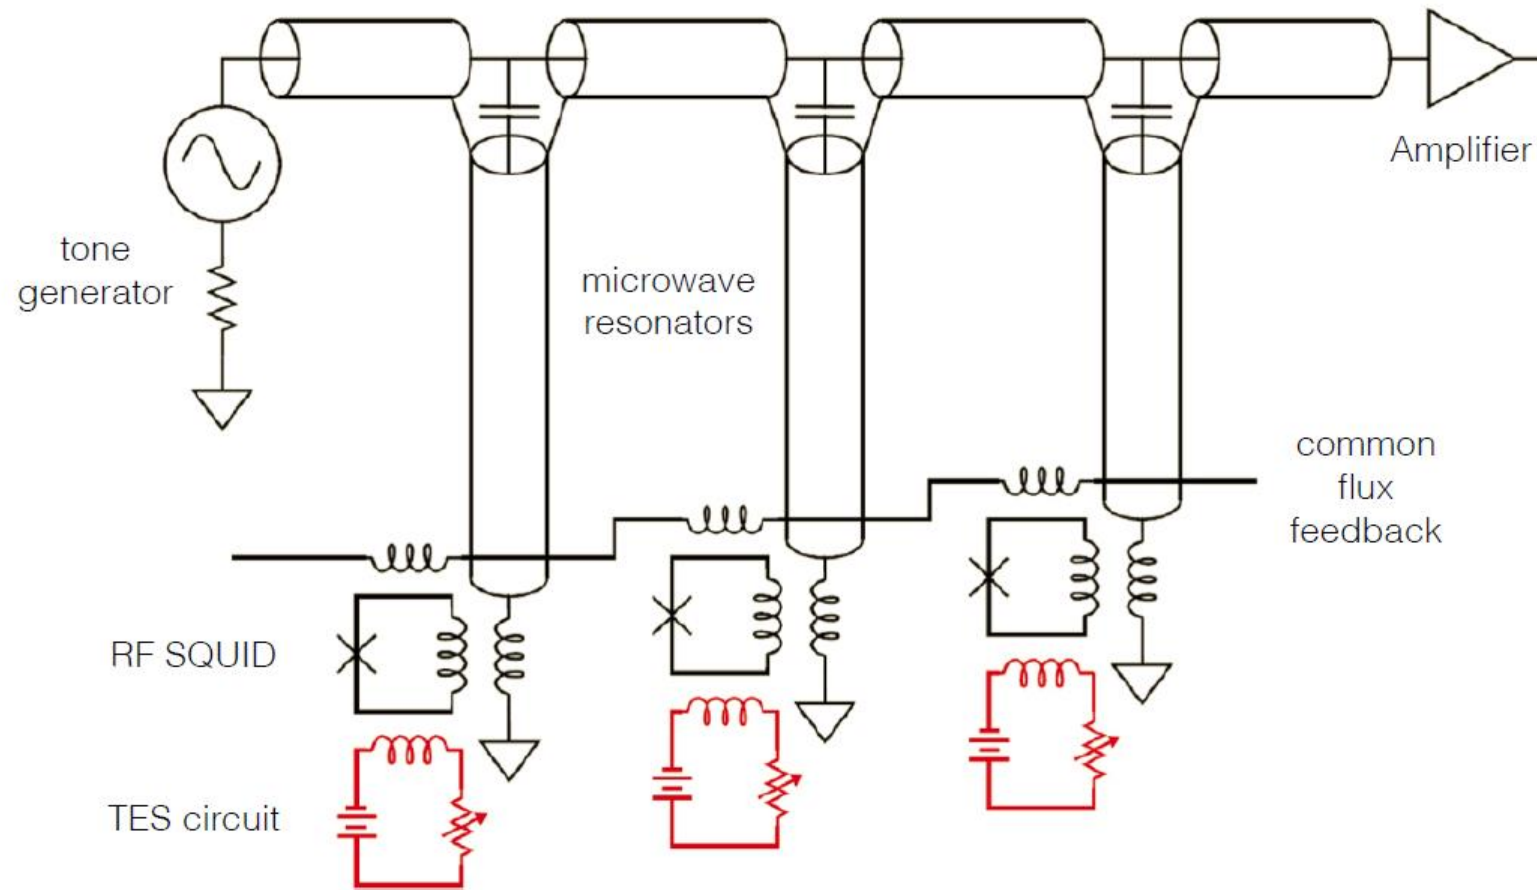 Amplifier
tone
generator
microwave
resonators
common
flux
feedback
RF SQUID
TES circuit